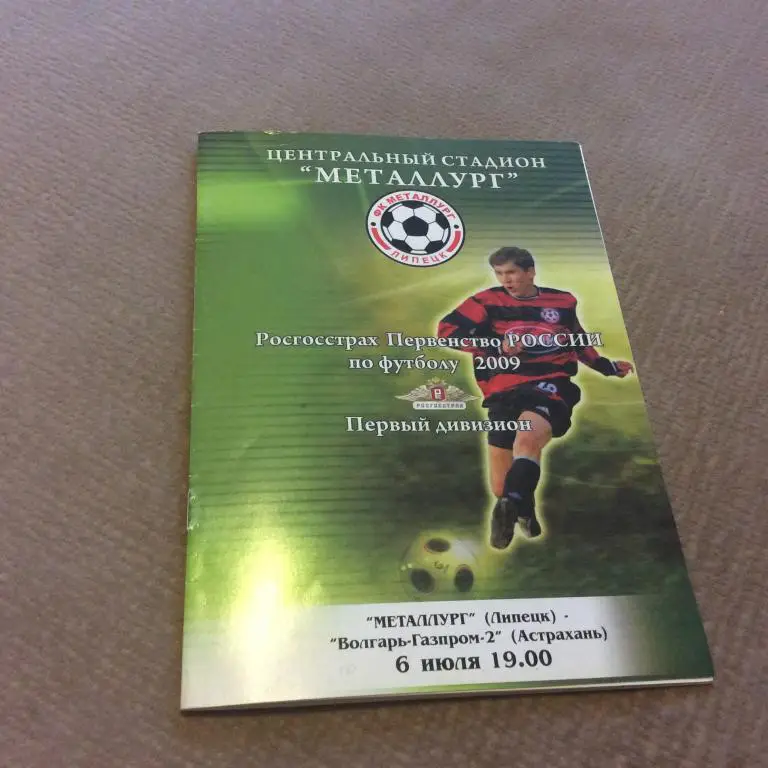 ЦЕНТРАЛЬНЫЙ СТАДИОН
"МЕТАЛЛУРГ"
ФК МЕТАЛЛУРГ
ЛИПЕЦК
Росгосстрах Первенство РОССИИ
по футболу 2009
РОСГОССТРАХ
Первый дивизион
"МЕТАЛЛУРГ" (Липецк) -
"Волгарь-Газпром-2" (Астрахань)
6 июля 19.00